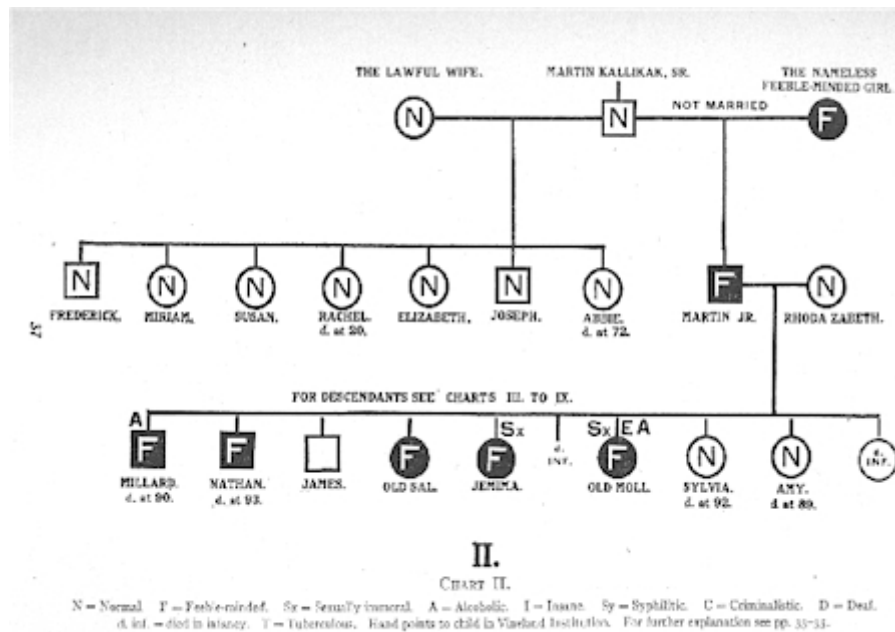 THE LAWFUL WIFE. MARTIN KALLIKAK, SR. THE NAMELESS
FEEBLE-MINDED GIRL
NOT MARRIED
N N F
N N N N N N N F N
FREDERICK. MIRIAM. SUSAN. RACHEL. ELIZABETH. JOSEPH. ABBIE. MARTIN JR. RHODA ZABETH.
d. at 72.
37
FOR DESCENDANTS SEE CHARTS III. TO IX.
A Sx Sx E A
F F F F d. F N N d.
INF. INF.
MILLARD. NATHAN. JAMES. OLD SAL. JEMIMA. OLD MOLL. SYLVIA. AMY.
d. at 90. d. at 93. d. at 92. d. at 89.
II.
CHART II.
N = Normal. F = Feeble-minded. Sx = Sexually immoral. A = Alcoholic. I = Insane. Sy = Syphilitic. C = Criminalistic. D = Deaf.
d. inf. = died in infancy. T = Tuberculous. Hand points to child in Vineland Institution. For further explanation see pp. 33-35.